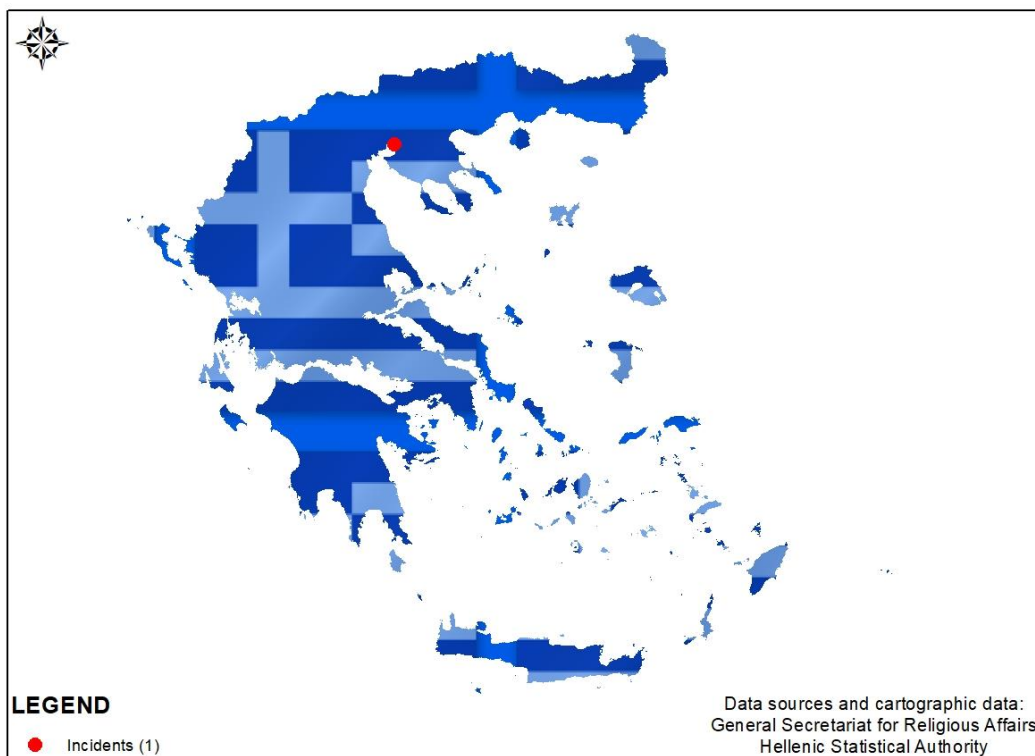 LEGEND
Incidents (1)
Data sources and cartographic data:
General Secretariat for Religious Affairs
Hellenic Statistical Authority